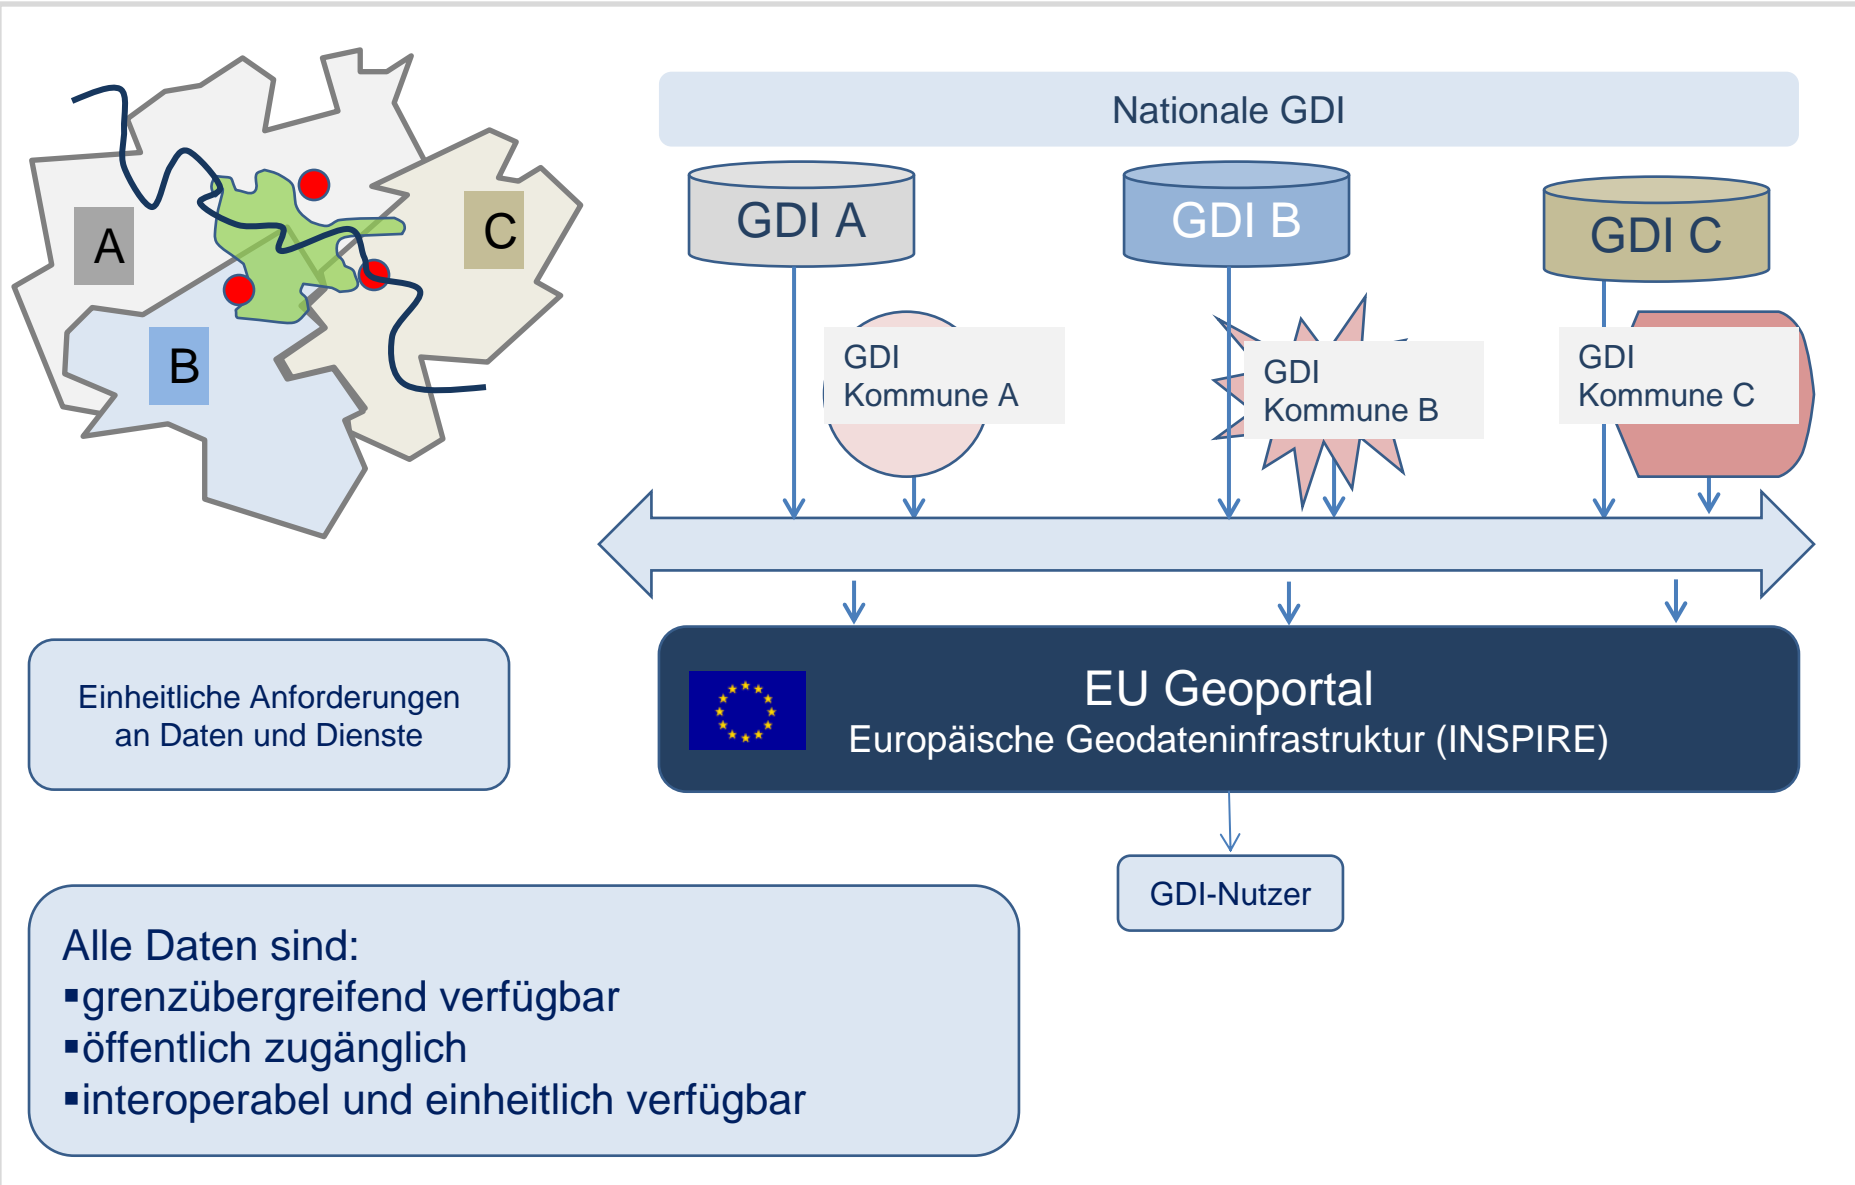 Nationale GDI
A
B
C
GDI A
GDI B
GDI C
GDI
Kommune A
GDI
Kommune B
GDI
Kommune C
Einheitliche Anforderungen
an Daten und Dienste
EU Geoportal
Europäische Geodateninfrastruktur (INSPIRE)
GDI-Nutzer
Alle Daten sind:
▪grenzübergreifend verfügbar
▪öffentlich zugänglich
▪interoperabel und einheitlich verfügbar